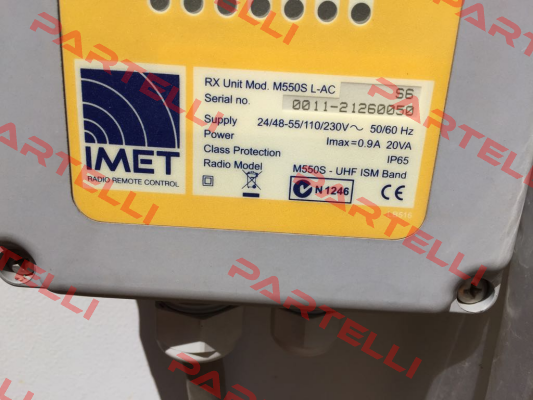 RX Unit Mod. M550S L-AC S6
Serial no. 0011-21260050
Supply 24/48-55/110/230V~ 50/60 Hz
Power Imax=0.9A 20VA
Class Protection IP65
Radio Model M550S - UHF ISM Band
IMET
RADIO REMOTE CONTROL
N1246 CE
PARTELLI
PARTELLI
PARTELLI
PARTELLI
PARTELLI